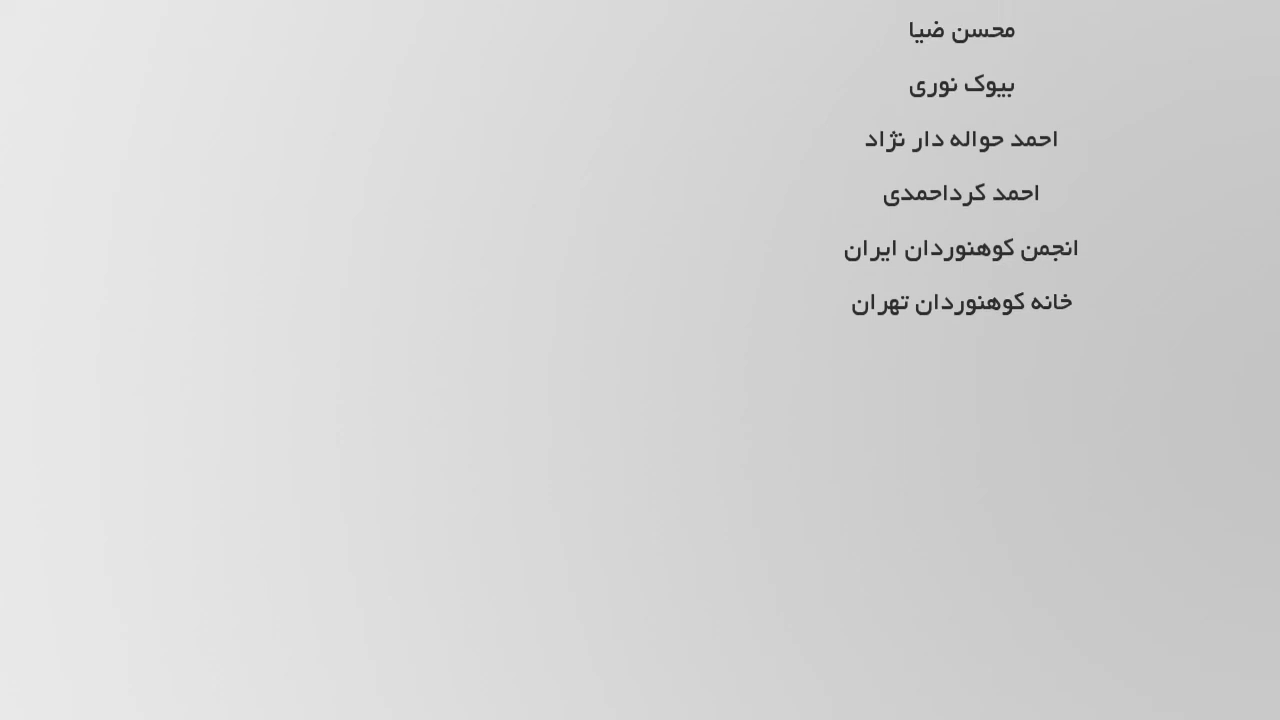 محسن ضیا
بیوک نوری
احمد حواله دار نژاد
احمد کرداحمدی
انجمن کوهنوردان ایران
خانه کوهنوردان تهران